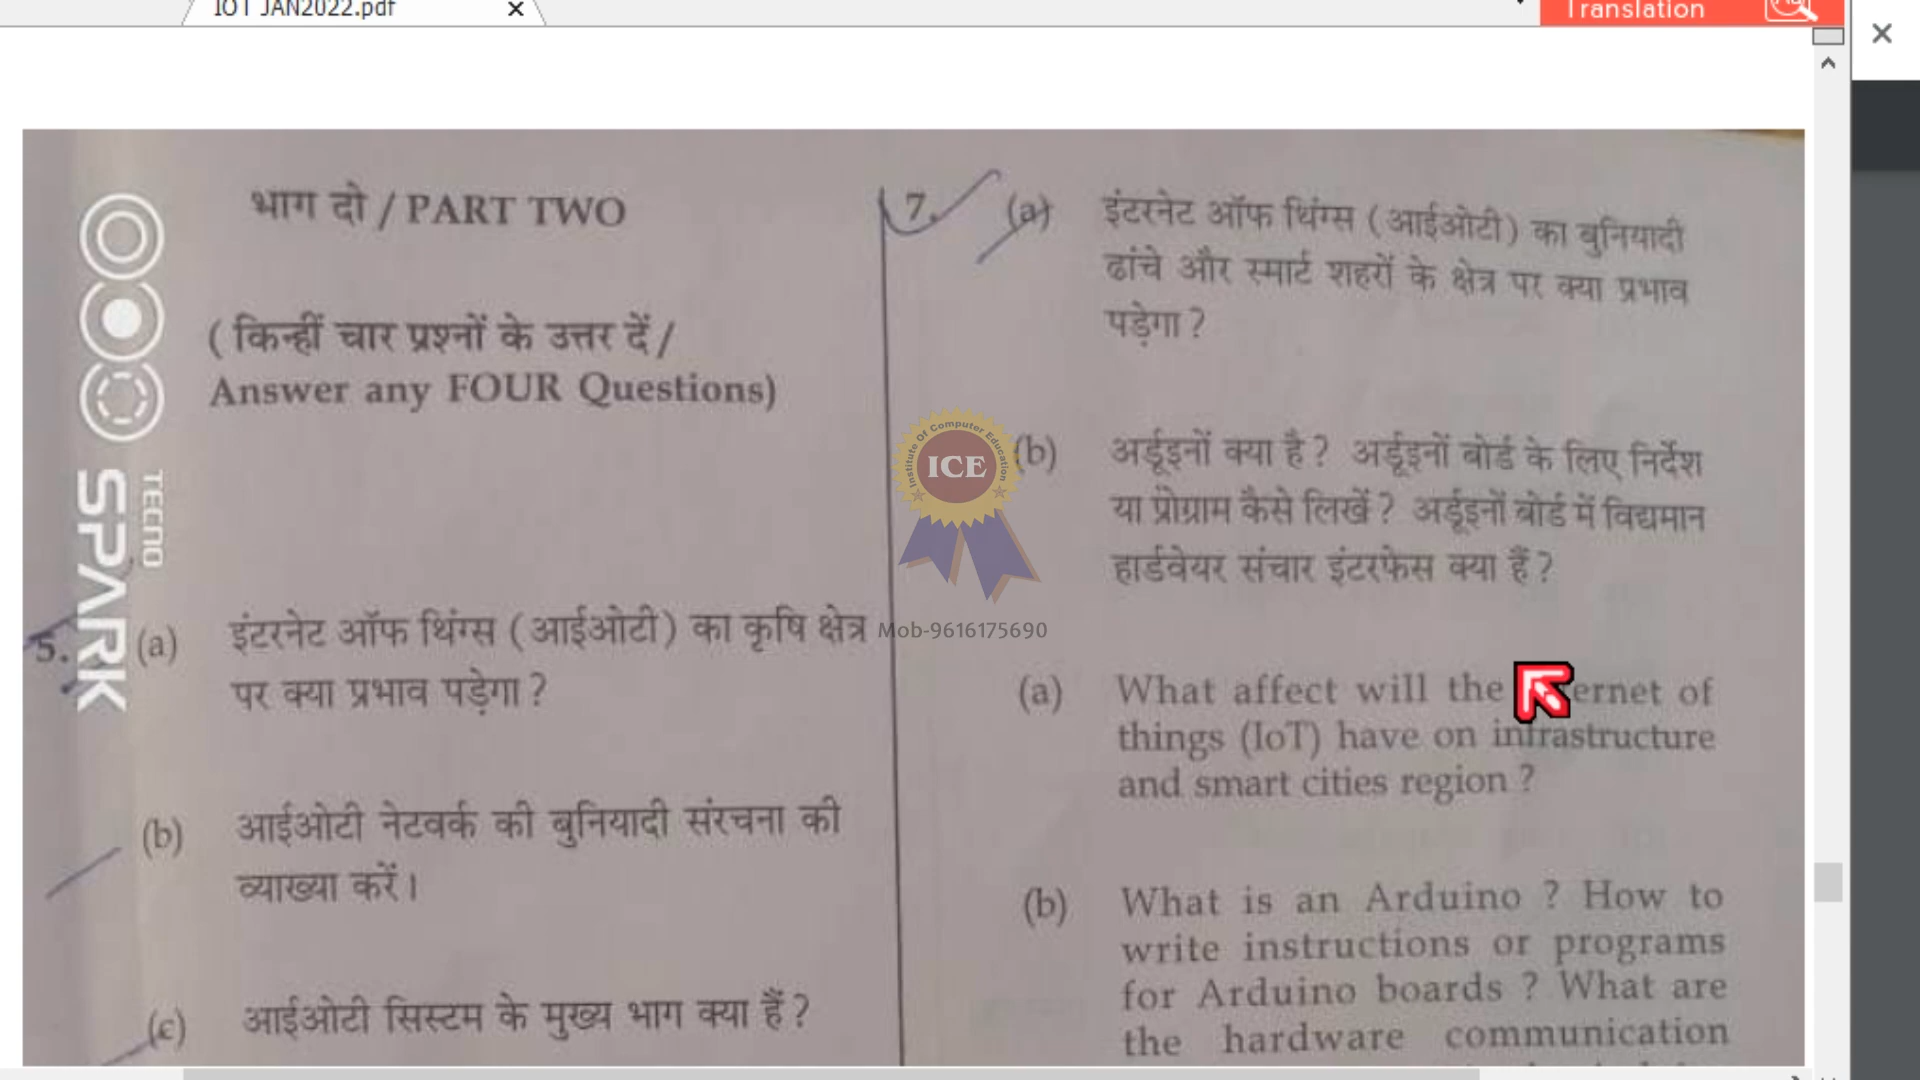 IOT JAN2022.pdf
Translation
भाग दो / PART TWO
( किन्हीं चार प्रश्नों के उत्तर दें /
Answer any FOUR Questions)
5. (a) इंटरनेट ऑफ थिंग्स ( आईओटी ) का कृषि क्षेत्र
पर क्या प्रभाव पड़ेगा ?
(b) आईओटी नेटवर्क की बुनियादी संरचना की
व्याख्या करें।
(c) आईओटी सिस्टम के मुख्य भाग क्या हैं ?
7. (a) इंटरनेट ऑफ थिंग्स ( आईओटी ) का बुनियादी
ढांचे और स्मार्ट शहरों के क्षेत्र पर क्या प्रभाव
पड़ेगा ?
(b) अर्डूइनों क्या है ? अर्डूइनों बोर्ड के लिए निर्देश
या प्रोग्राम कैसे लिखें ? अर्डूइनों बोर्ड में विद्यमान
हार्डवेयर संचार इंटरफेस क्या हैं ?
(a) What affect will the ernet of
things (IoT) have on infrastructure
and smart cities region ?
(b) What is an Arduino ? How to
write instructions or programs
for Arduino boards ? What are
the hardware communication
Institute Of Computer Education
ICE
Mob-9616175690
TECNO
SPARK